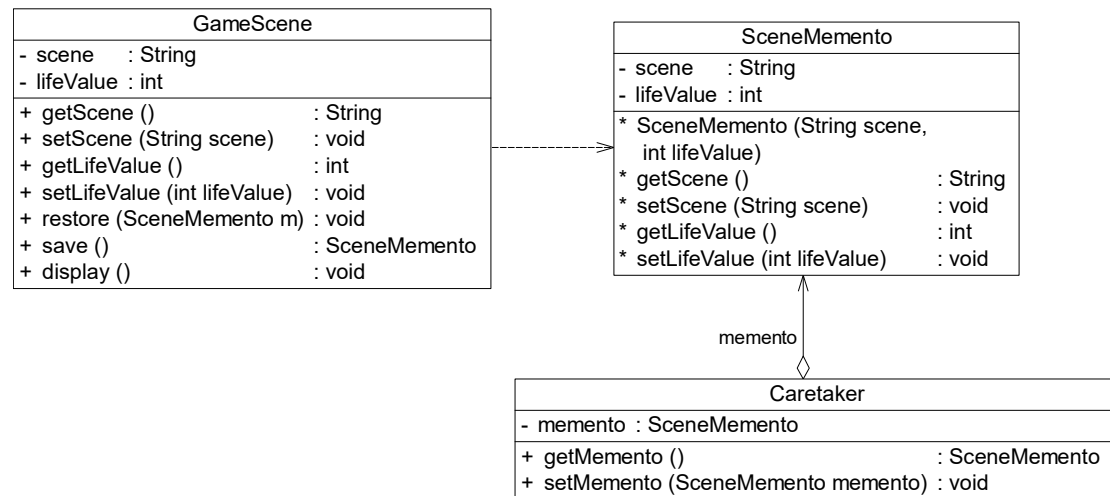 GameScene
- scene : String
- lifeValue : int
+ getScene () : String
+ setScene (String scene) : void
+ getLifeValue () : int
+ setLifeValue (int lifeValue) : void
+ restore (SceneMemento m) : void
+ save () : SceneMemento
+ display () : void
SceneMemento
- scene : String
- lifeValue : int
* SceneMemento (String scene,
int lifeValue)
* getScene () : String
* setScene (String scene) : void
* getLifeValue () : int
* setLifeValue (int lifeValue) : void
memento
Caretaker
- memento : SceneMemento
+ getMemento () : SceneMemento
+ setMemento (SceneMemento memento) : void